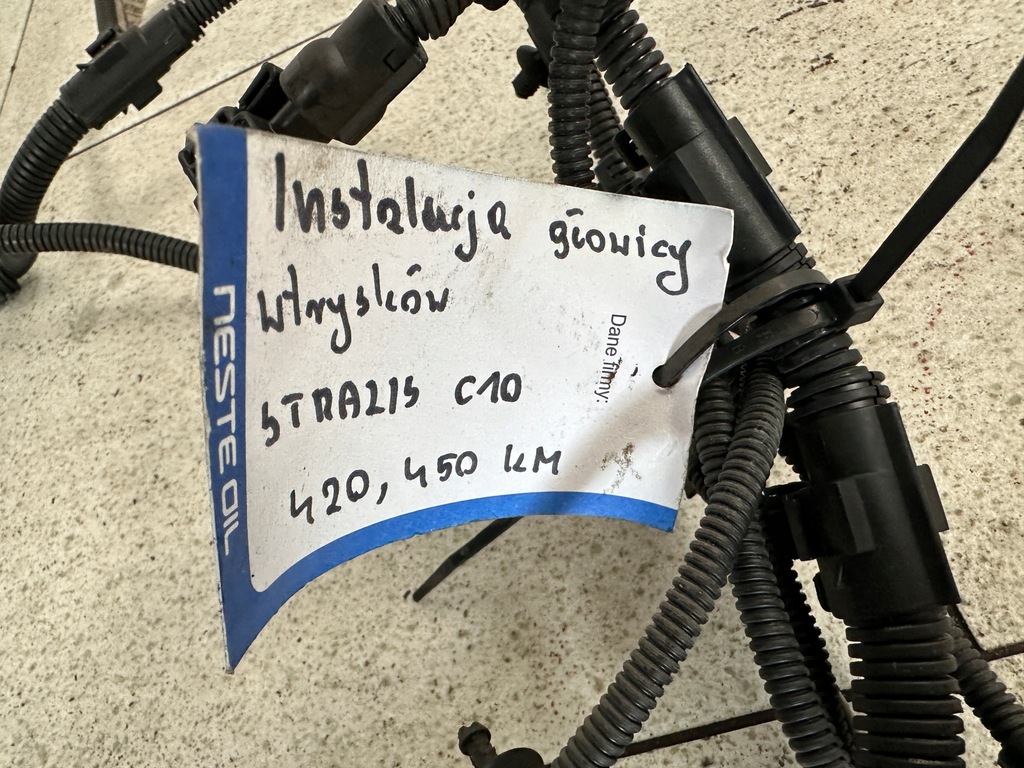 Instalacja głowicy
wtrysków
STRALIS C10
420, 450 KM
NESTE OIL
Dane firmy: